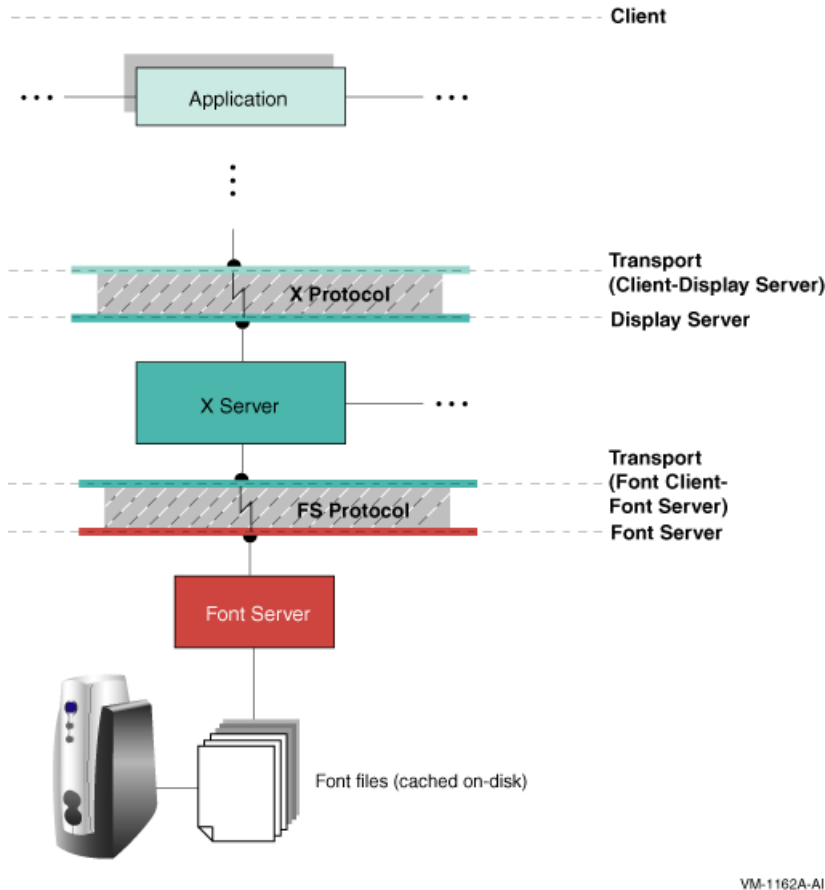 Client
Application
Transport
(Client-Display Server)
X Protocol
Display Server
X Server
Transport
(Font Client-
Font Server)
FS Protocol
Font Server
Font Server
Font files (cached on-disk)
VM-1162A-AI